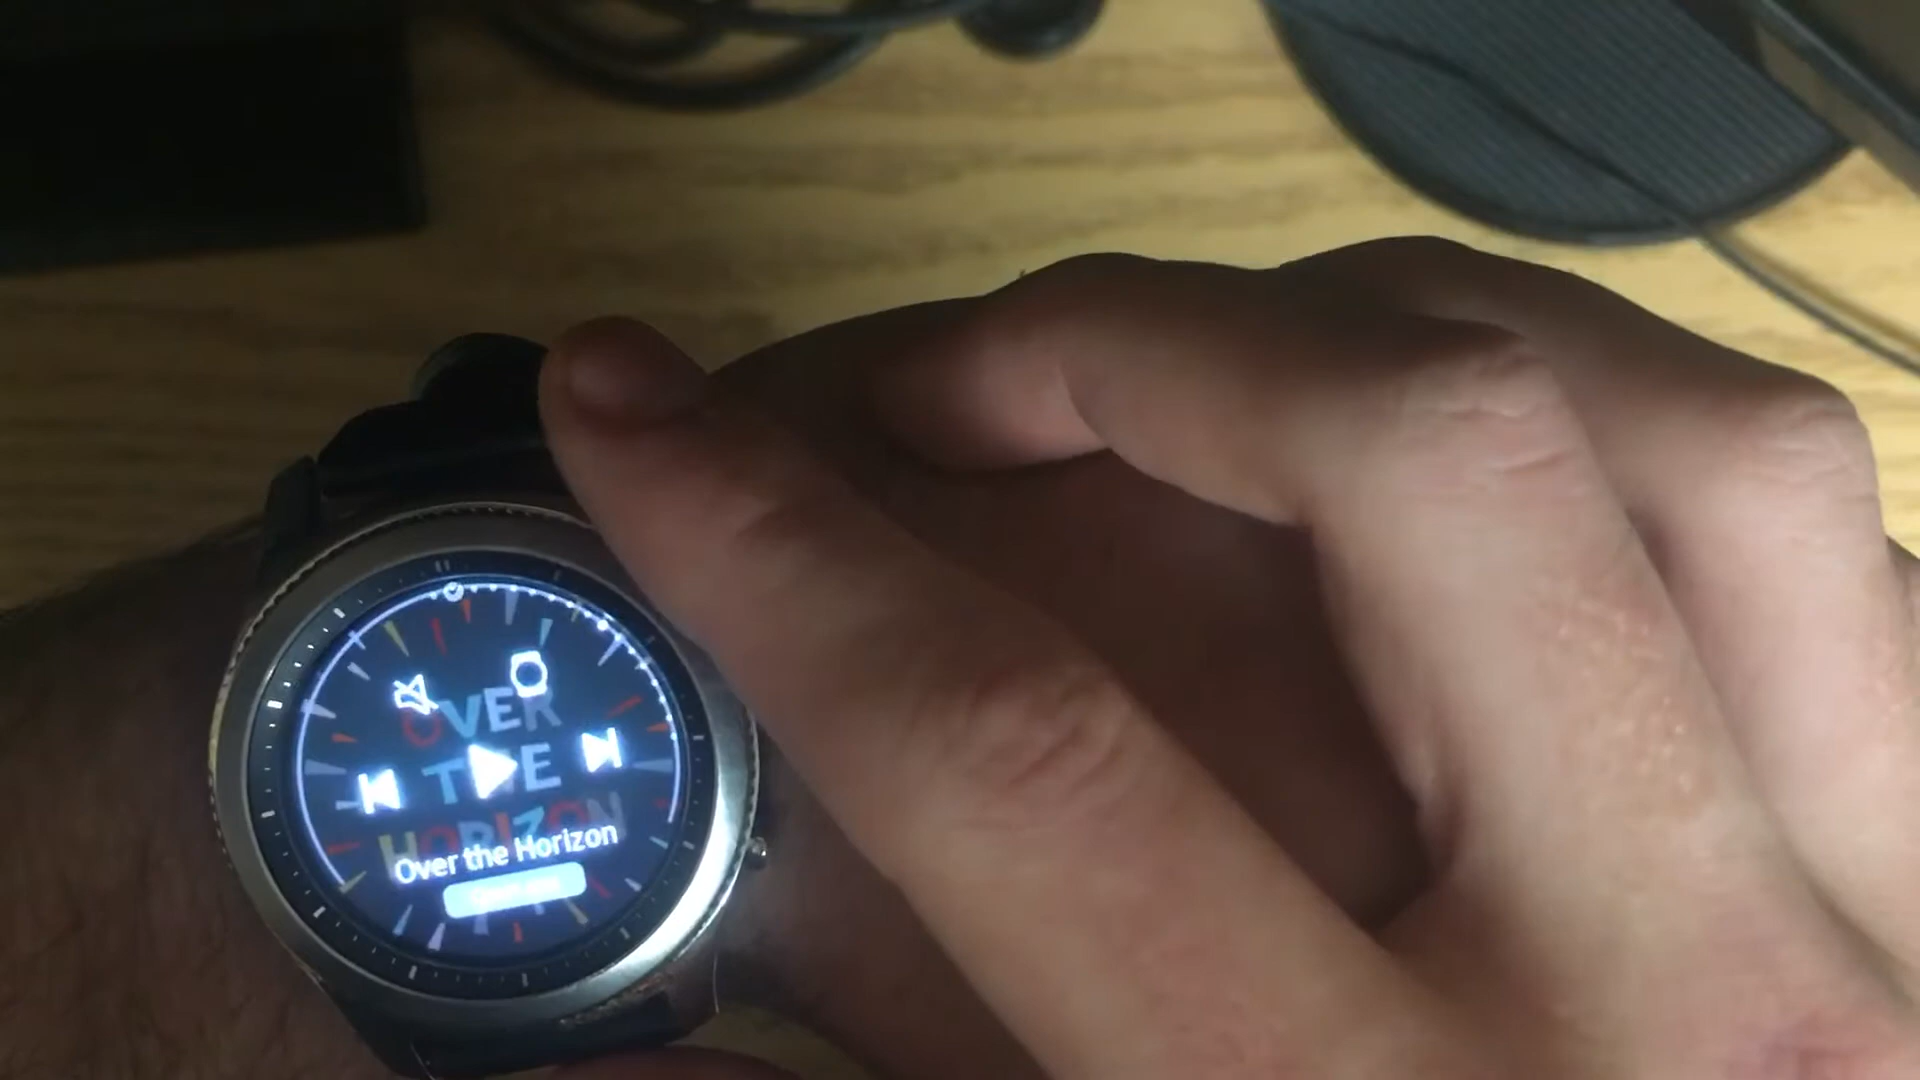 OVER
THE
HORIZON
Over the Horizon